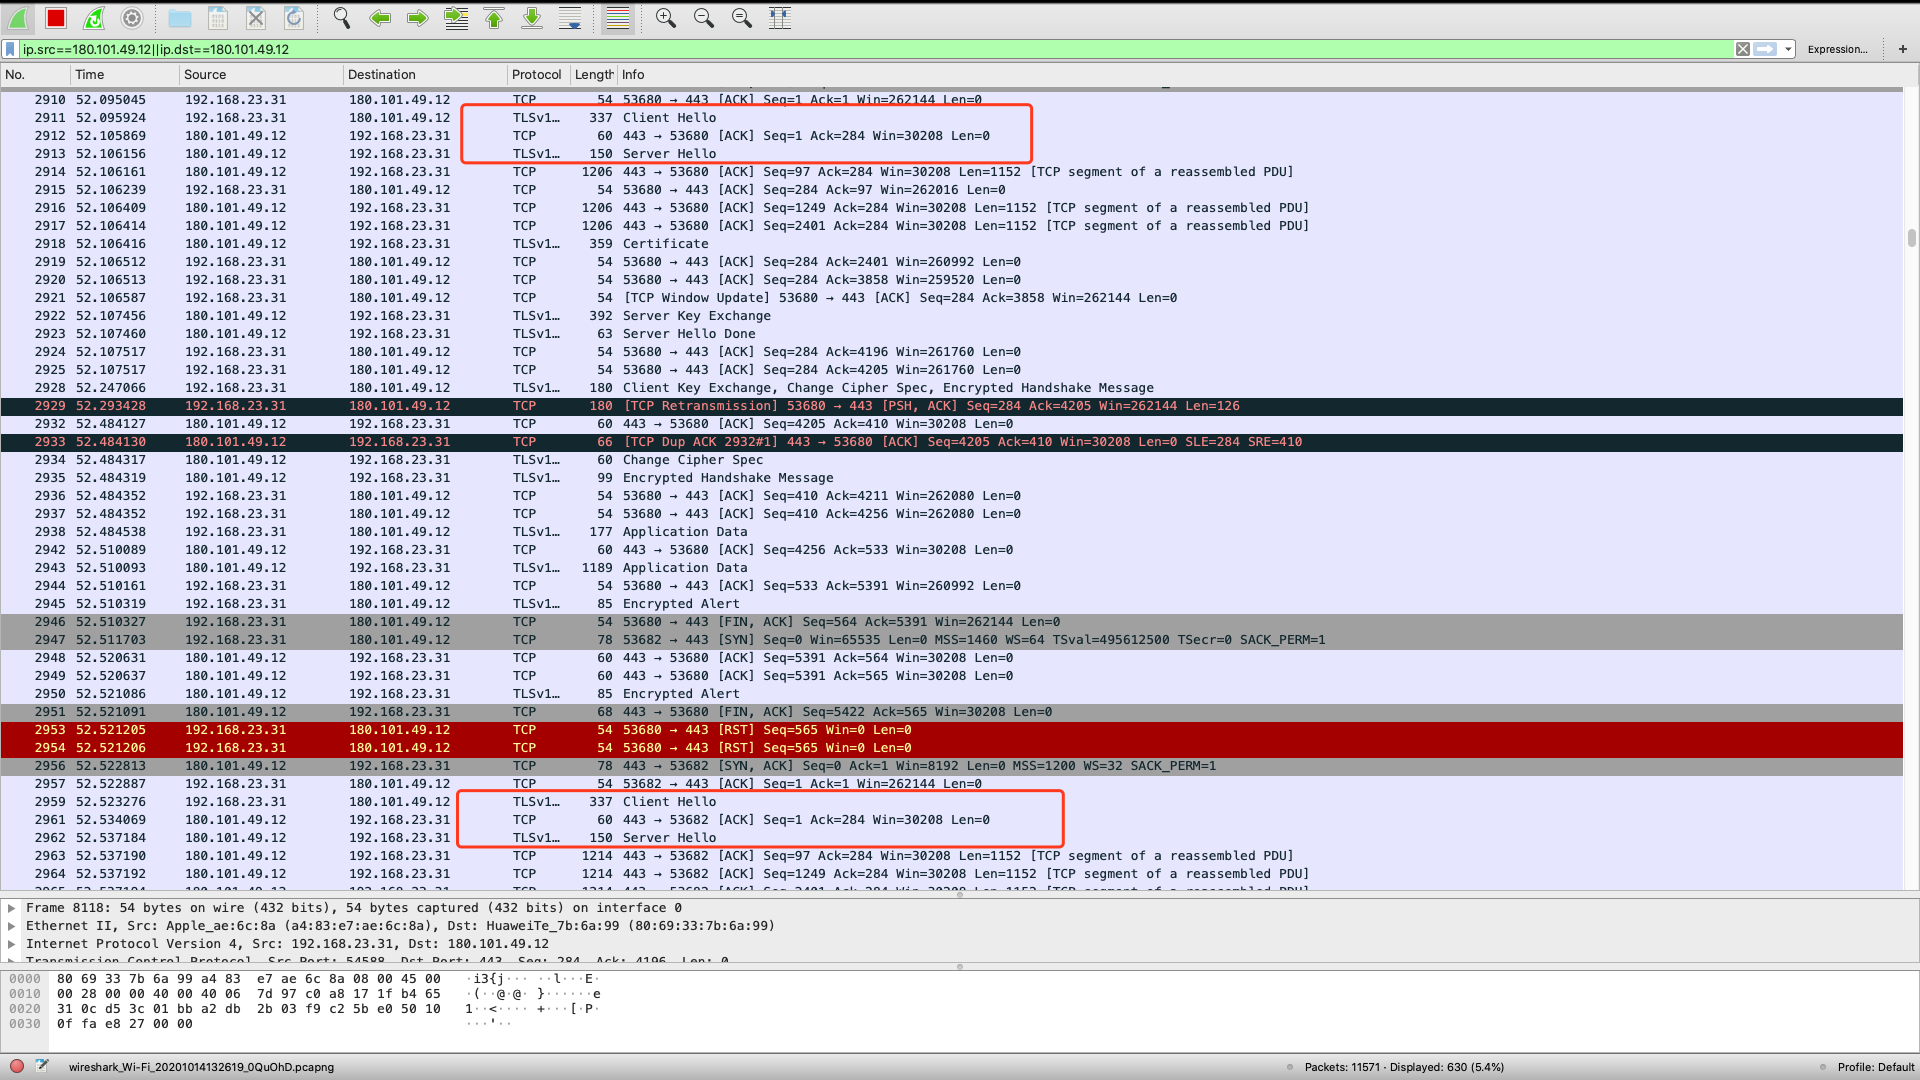 ip.src==180.101.49.12||ip.dst==180.101.49.12 Expression... +
No. Time Source Destination Protocol Length Info
2910 52.095045 192.168.23.31 180.101.49.12 TCP 54 53680 → 443 [ACK] Seq=1 Ack=1 Win=262144 Len=0
2911 52.095924 192.168.23.31 180.101.49.12 TLSv1… 337 Client Hello
2912 52.105869 180.101.49.12 192.168.23.31 TCP 60 443 → 53680 [ACK] Seq=1 Ack=284 Win=30208 Len=0
2913 52.106156 180.101.49.12 192.168.23.31 TLSv1… 150 Server Hello
2914 52.106161 180.101.49.12 192.168.23.31 TCP 1206 443 → 53680 [ACK] Seq=97 Ack=284 Win=30208 Len=1152 [TCP segment of a reassembled PDU]
2915 52.106239 192.168.23.31 180.101.49.12 TCP 54 53680 → 443 [ACK] Seq=284 Ack=97 Win=262016 Len=0
2916 52.106409 180.101.49.12 192.168.23.31 TCP 1206 443 → 53680 [ACK] Seq=1249 Ack=284 Win=30208 Len=1152 [TCP segment of a reassembled PDU]
2917 52.106414 180.101.49.12 192.168.23.31 TCP 1206 443 → 53680 [ACK] Seq=2401 Ack=284 Win=30208 Len=1152 [TCP segment of a reassembled PDU]
2918 52.106416 180.101.49.12 192.168.23.31 TLSv1… 359 Certificate
2919 52.106512 192.168.23.31 180.101.49.12 TCP 54 53680 → 443 [ACK] Seq=284 Ack=2401 Win=260992 Len=0
2920 52.106513 192.168.23.31 180.101.49.12 TCP 54 53680 → 443 [ACK] Seq=284 Ack=3858 Win=259520 Len=0
2921 52.106587 192.168.23.31 180.101.49.12 TCP 54 [TCP Window Update] 53680 → 443 [ACK] Seq=284 Ack=3858 Win=262144 Len=0
2922 52.107456 180.101.49.12 192.168.23.31 TLSv1… 392 Server Key Exchange
2923 52.107460 180.101.49.12 192.168.23.31 TLSv1… 63 Server Hello Done
2924 52.107517 192.168.23.31 180.101.49.12 TCP 54 53680 → 443 [ACK] Seq=284 Ack=4196 Win=261760 Len=0
2925 52.107517 192.168.23.31 180.101.49.12 TCP 54 53680 → 443 [ACK] Seq=284 Ack=4205 Win=261760 Len=0
2928 52.247066 192.168.23.31 180.101.49.12 TLSv1… 180 Client Key Exchange, Change Cipher Spec, Encrypted Handshake Message
2929 52.293428 192.168.23.31 180.101.49.12 TCP 180 [TCP Retransmission] 53680 → 443 [PSH, ACK] Seq=284 Ack=4205 Win=262144 Len=126
2932 52.484127 180.101.49.12 192.168.23.31 TCP 60 443 → 53680 [ACK] Seq=4205 Ack=410 Win=30208 Len=0
2933 52.484130 180.101.49.12 192.168.23.31 TCP 66 [TCP Dup ACK 2932#1] 443 → 53680 [ACK] Seq=4205 Ack=410 Win=30208 Len=0 SLE=284 SRE=410
2934 52.484317 180.101.49.12 192.168.23.31 TLSv1… 60 Change Cipher Spec
2935 52.484319 180.101.49.12 192.168.23.31 TLSv1… 99 Encrypted Handshake Message
2936 52.484352 192.168.23.31 180.101.49.12 TCP 54 53680 → 443 [ACK] Seq=410 Ack=4211 Win=262080 Len=0
2937 52.484352 192.168.23.31 180.101.49.12 TCP 54 53680 → 443 [ACK] Seq=410 Ack=4256 Win=262080 Len=0
2938 52.484538 192.168.23.31 180.101.49.12 TLSv1… 177 Application Data
2942 52.510089 180.101.49.12 192.168.23.31 TCP 60 443 → 53680 [ACK] Seq=4256 Ack=533 Win=30208 Len=0
2943 52.510093 180.101.49.12 192.168.23.31 TLSv1… 1189 Application Data
2944 52.510161 192.168.23.31 180.101.49.12 TCP 54 53680 → 443 [ACK] Seq=533 Ack=5391 Win=260992 Len=0
2945 52.510319 192.168.23.31 180.101.49.12 TLSv1… 85 Encrypted Alert
2946 52.510327 192.168.23.31 180.101.49.12 TCP 54 53680 → 443 [FIN, ACK] Seq=564 Ack=5391 Win=262144 Len=0
2947 52.511703 192.168.23.31 180.101.49.12 TCP 78 53682 → 443 [SYN] Seq=0 Win=65535 Len=0 MSS=1460 WS=64 TSval=495612500 TSecr=0 SACK_PERM=1
2948 52.520631 180.101.49.12 192.168.23.31 TCP 60 443 → 53680 [ACK] Seq=5391 Ack=564 Win=30208 Len=0
2949 52.520637 180.101.49.12 192.168.23.31 TCP 60 443 → 53680 [ACK] Seq=5391 Ack=565 Win=30208 Len=0
2950 52.521086 180.101.49.12 192.168.23.31 TLSv1… 85 Encrypted Alert
2951 52.521091 180.101.49.12 192.168.23.31 TCP 68 443 → 53680 [FIN, ACK] Seq=5422 Ack=565 Win=30208 Len=0
2953 52.521205 192.168.23.31 180.101.49.12 TCP 54 53680 → 443 [RST] Seq=565 Win=0 Len=0
2954 52.521206 192.168.23.31 180.101.49.12 TCP 54 53680 → 443 [RST] Seq=565 Win=0 Len=0
2956 52.522813 180.101.49.12 192.168.23.31 TCP 78 443 → 53682 [SYN, ACK] Seq=0 Ack=1 Win=8192 Len=0 MSS=1200 WS=32 SACK_PERM=1
2957 52.522887 192.168.23.31 180.101.49.12 TCP 54 53682 → 443 [ACK] Seq=1 Ack=1 Win=262144 Len=0
2959 52.523276 192.168.23.31 180.101.49.12 TLSv1… 337 Client Hello
2961 52.534069 180.101.49.12 192.168.23.31 TCP 60 443 → 53682 [ACK] Seq=1 Ack=284 Win=30208 Len=0
2962 52.537184 180.101.49.12 192.168.23.31 TLSv1… 150 Server Hello
2963 52.537190 180.101.49.12 192.168.23.31 TCP 1214 443 → 53682 [ACK] Seq=97 Ack=284 Win=30208 Len=1152 [TCP segment of a reassembled PDU]
2964 52.537192 180.101.49.12 192.168.23.31 TCP 1214 443 → 53682 [ACK] Seq=1249 Ack=284 Win=30208 Len=1152 [TCP segment of a reassembled PDU]
Frame 8118: 54 bytes on wire (432 bits), 54 bytes captured (432 bits) on interface 0
Ethernet II, Src: Apple_ae:6c:8a (a4:83:e7:ae:6c:8a), Dst: HuaweiTe_7b:6a:99 (80:69:33:7b:6a:99)
Internet Protocol Version 4, Src: 192.168.23.31, Dst: 180.101.49.12
Transmission Control Protocol, Src Port: 54588, Dst Port: 443, Seq: 284, Ack: 4196, Len: 0
0000 80 69 33 7b 6a 99 a4 83 e7 ae 6c 8a 08 00 45 00 ·i3{j··· ··l···E·
0010 00 28 00 00 40 00 40 06 7d 97 c0 a8 17 1f b4 65 ·(··@·@· }······e
0020 31 0c d5 3c 01 bb a2 db 2b 03 f9 c2 5b e0 50 10 1··<···· +···[·P·
0030 0f fa e8 27 00 00 ···'··
wireshark_Wi-Fi_20201014132619_0QuOhD.pcapng Packets: 11571 · Displayed: 630 (5.4%) Profile: Default